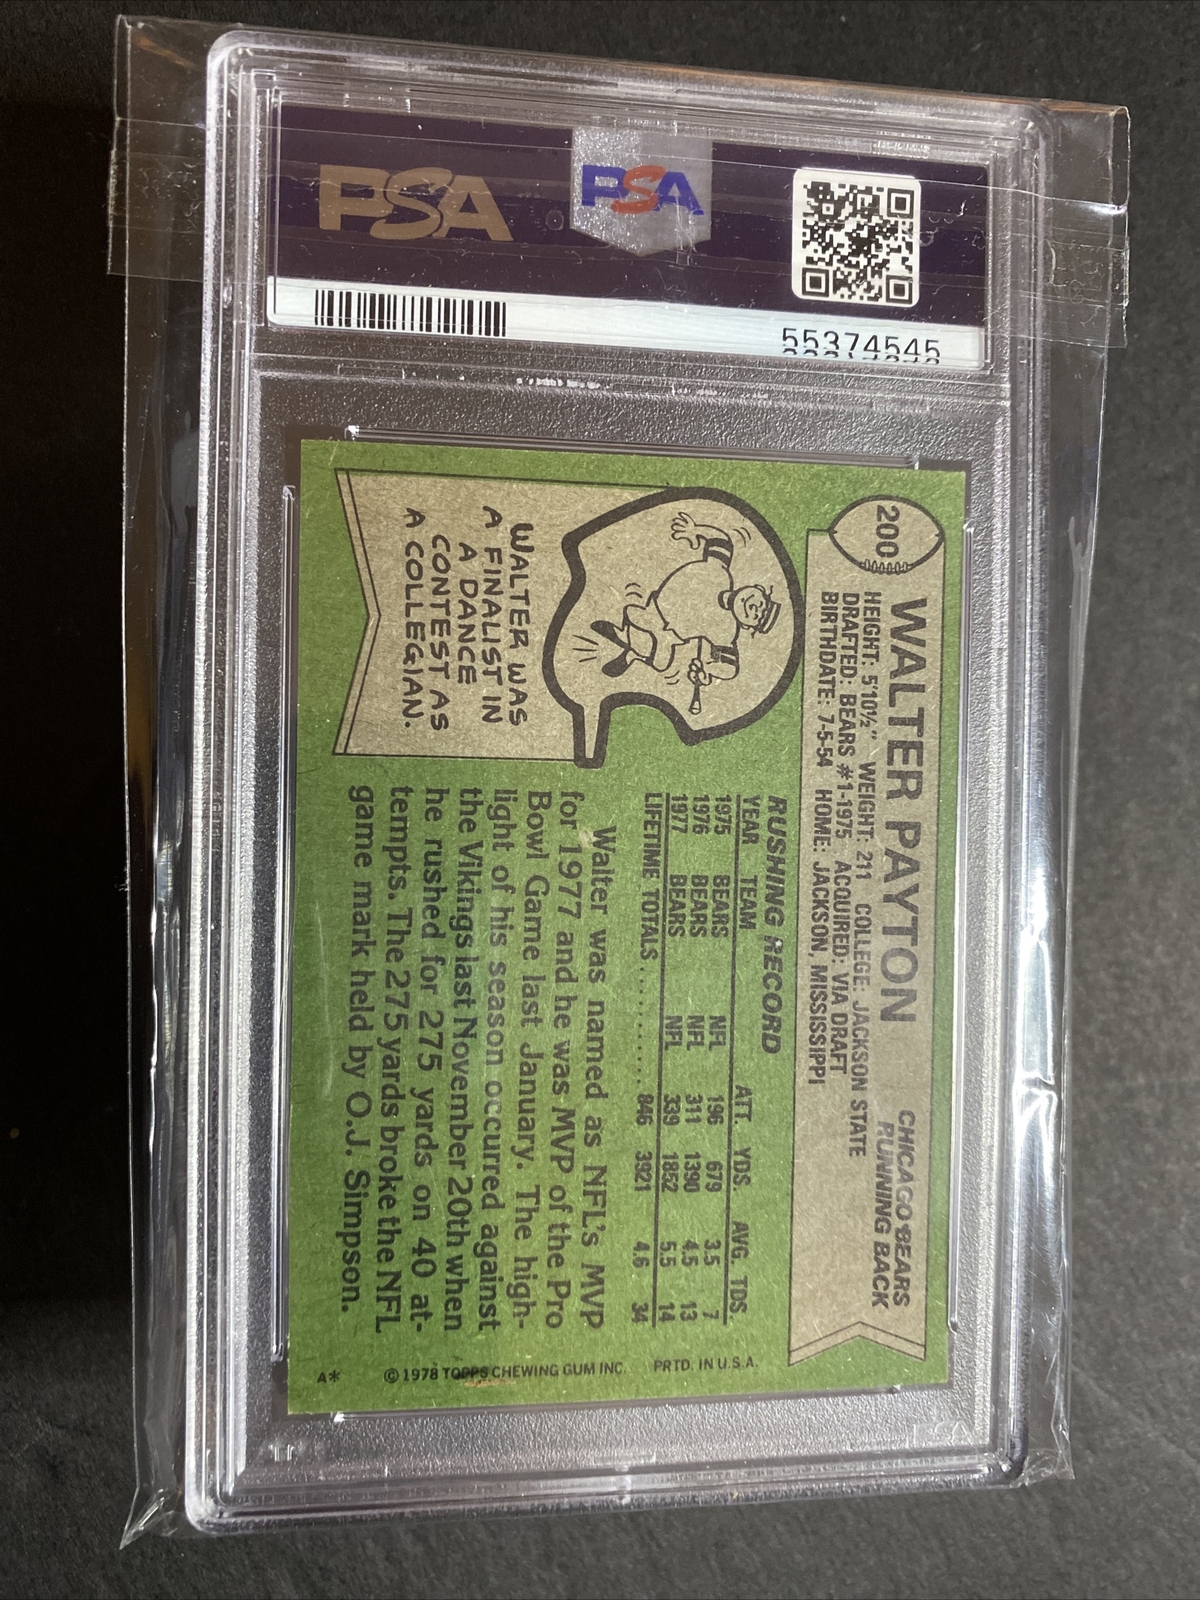 PSA
PSA
55374545
200
WALTER PAYTON
CHICAGO BEARS
RUNNING BACK
HEIGHT: 5'10½" WEIGHT: 211 COLLEGE: JACKSON STATE
DRAFTED: BEARS #1-1975 ACQUIRED: VIA DRAFT
BIRTHDATE: 7-5-54 HOME: JACKSON, MISSISSIPPI
WALTER WAS
A FINALIST IN
A DANCE
CONTEST AS
A COLLEGIAN.
RUSHING RECORD
YEAR TEAM ATT. YDS. AVG. TDS.
1975 BEARS NFL 196 679 3.5 7
1976 BEARS NFL 311 1390 4.5 13
1977 BEARS NFL 339 1852 5.5 14
LIFETIME TOTALS.......... 846 3921 4.6 34
Walter was named as NFL's MVP
for 1977 and he was MVP of the Pro
Bowl Game last January. The high-
light of his season occurred against
the Vikings last November 20th when
he rushed for 275 yards on 40 at-
tempts. The 275 yards broke the NFL
game mark held by O.J. Simpson.
A* © 1978 TOPPS CHEWING GUM INC. PRTD. IN U.S.A.